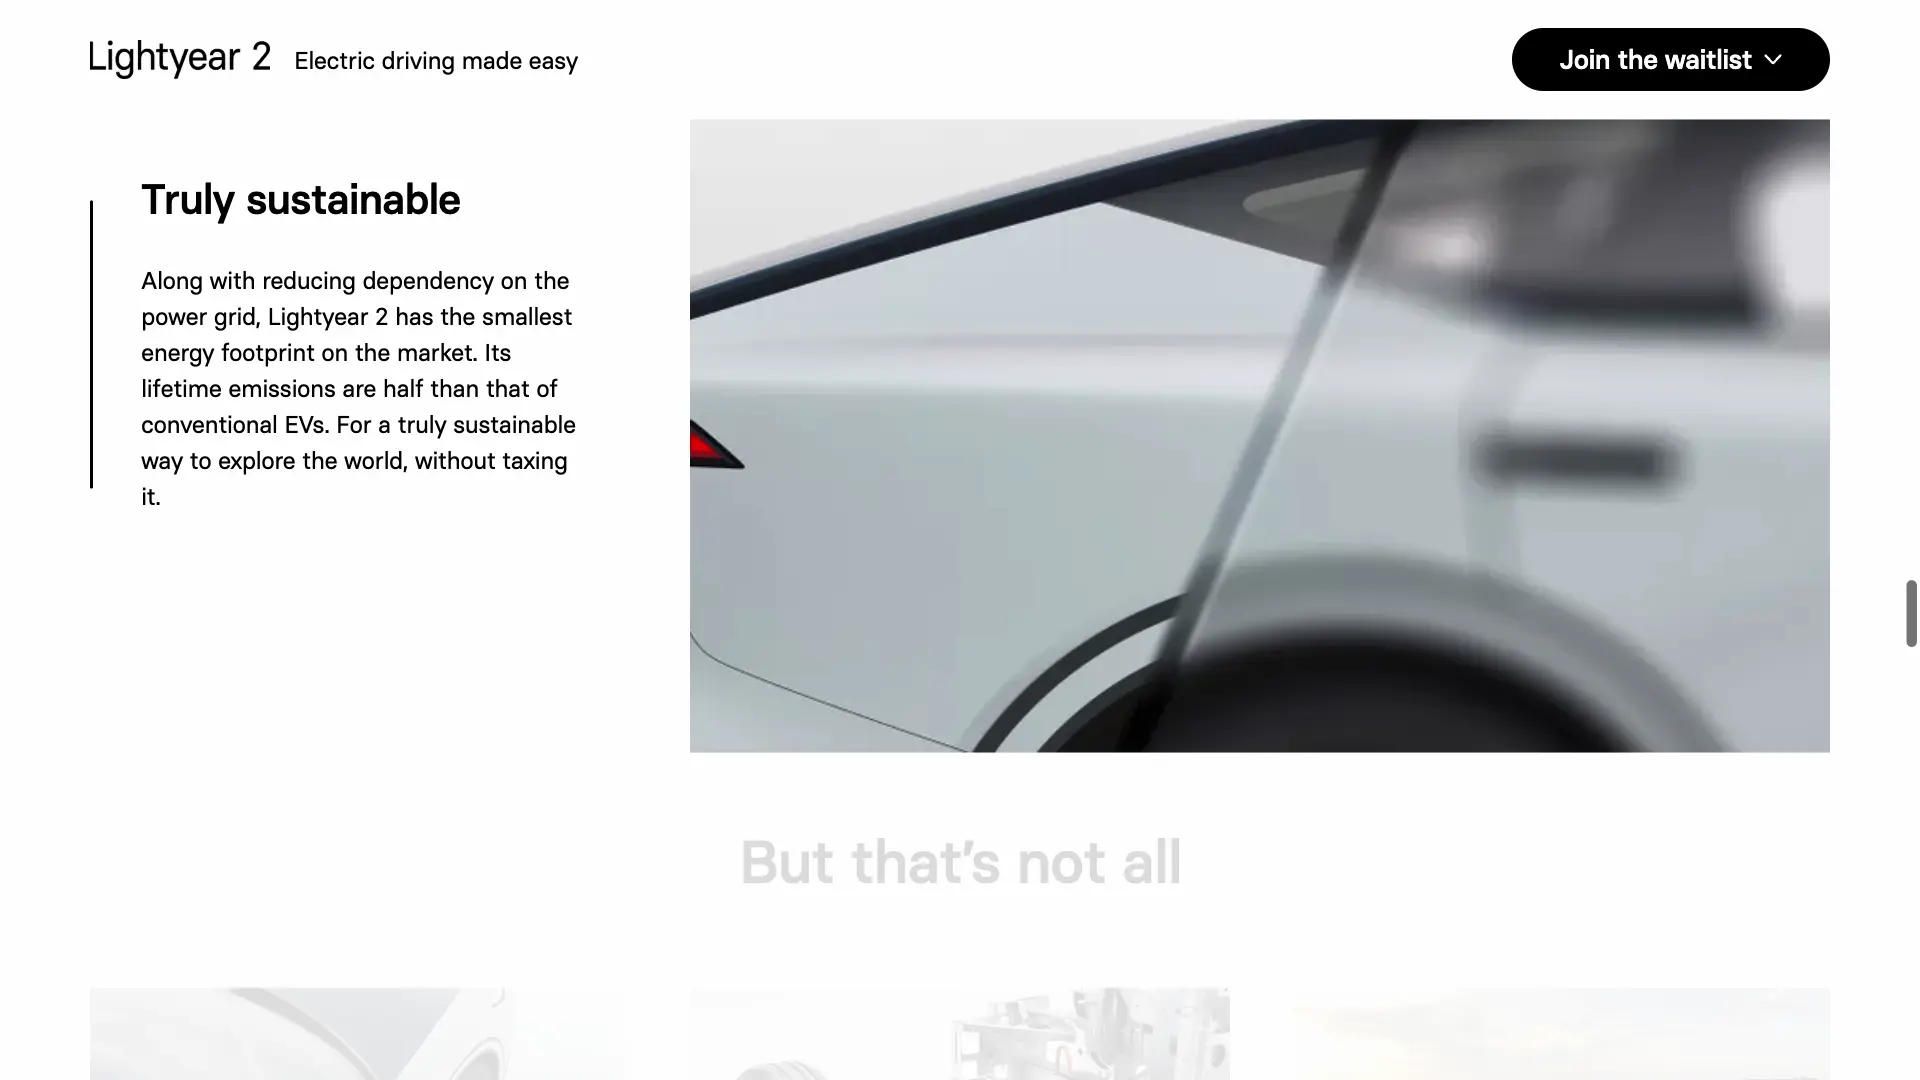 Lightyear 2 Electric driving made easy
Join the waitlist
Truly sustainable
Along with reducing dependency on the
power grid, Lightyear 2 has the smallest
energy footprint on the market. Its
lifetime emissions are half than that of
conventional EVs. For a truly sustainable
way to explore the world, without taxing
it.
But that’s not all